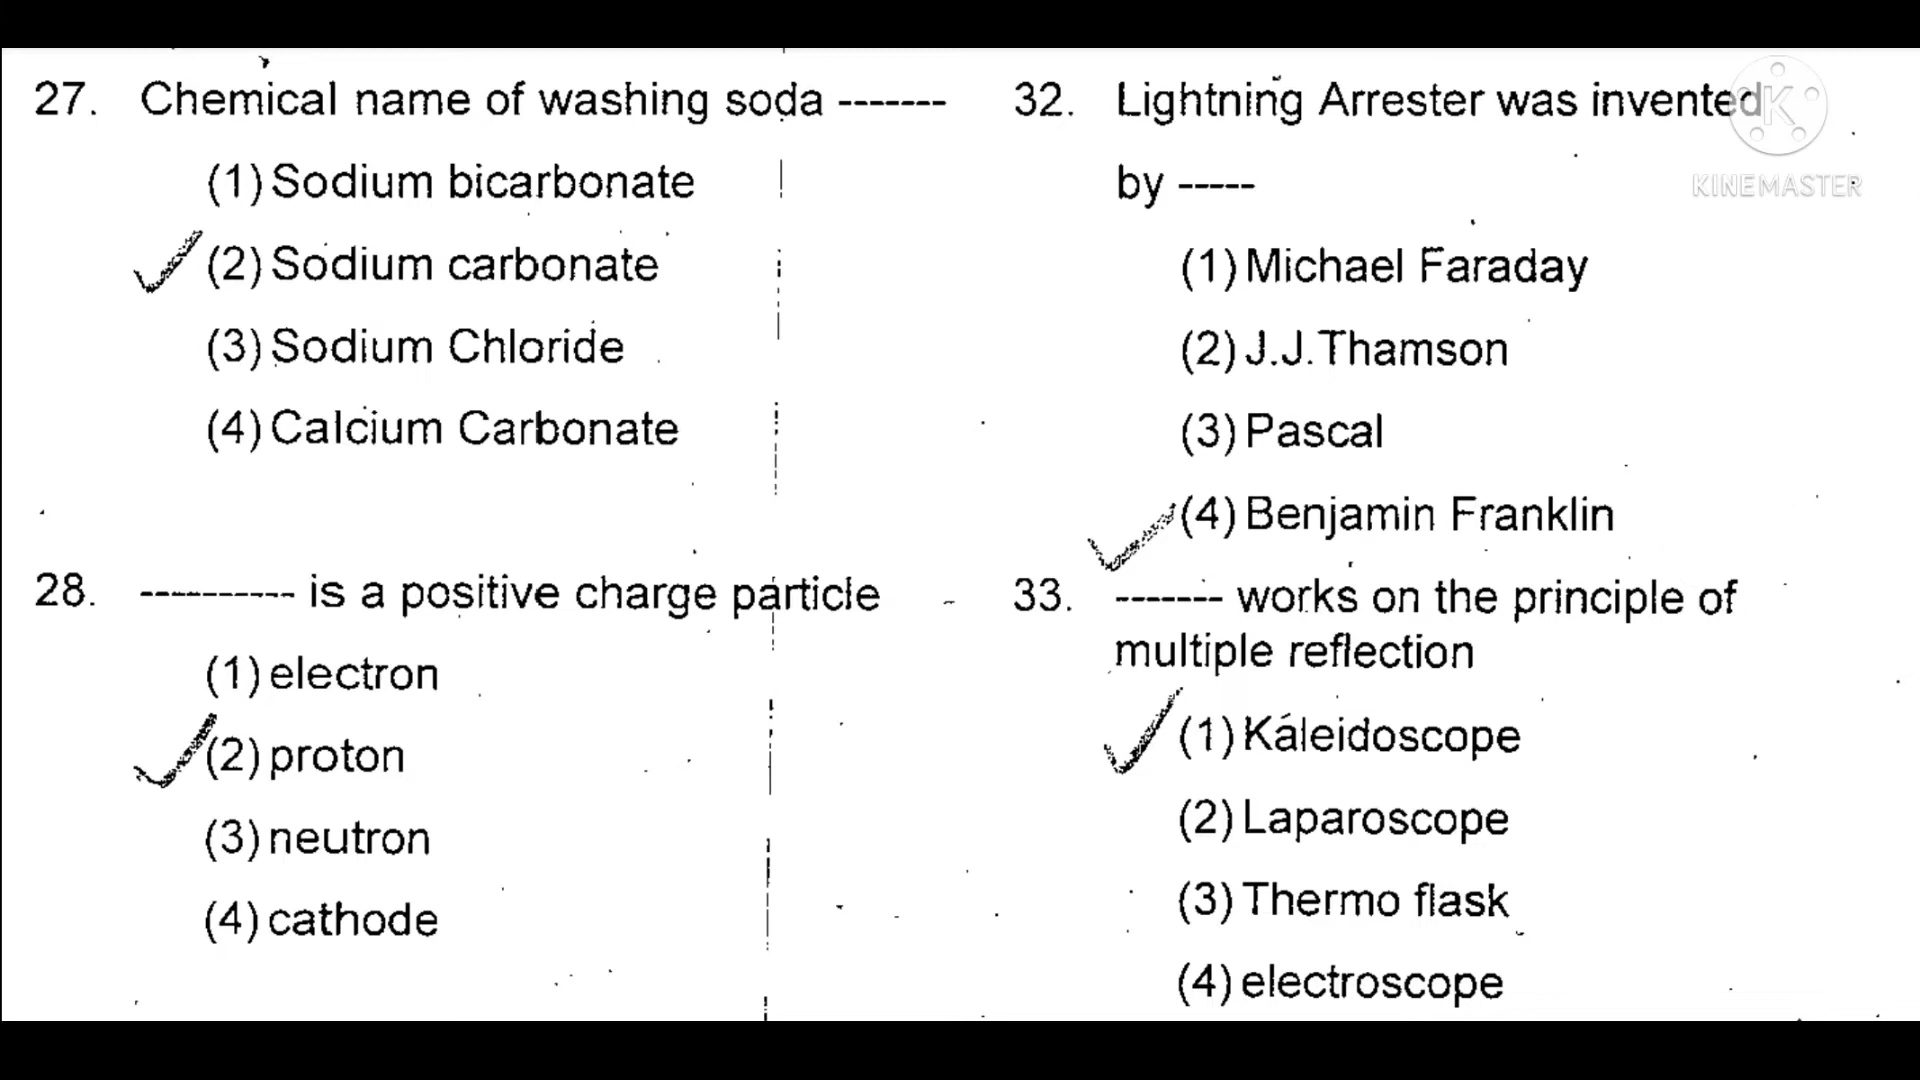 27. Chemical name of washing soda -------
(1) Sodium bicarbonate
(2) Sodium carbonate
(3) Sodium Chloride
(4) Calcium Carbonate
28. ---------- is a positive charge particle
(1) electron
(2) proton
(3) neutron
(4) cathode
32. Lightning Arrester was invented
by -----
(1) Michael Faraday
(2) J.J.Thamson
(3) Pascal
(4) Benjamin Franklin
33. ------- works on the principle of
multiple reflection
(1) Kaleidoscope
(2) Laparoscope
(3) Thermo flask
(4) electroscope
K
KINEMASTER